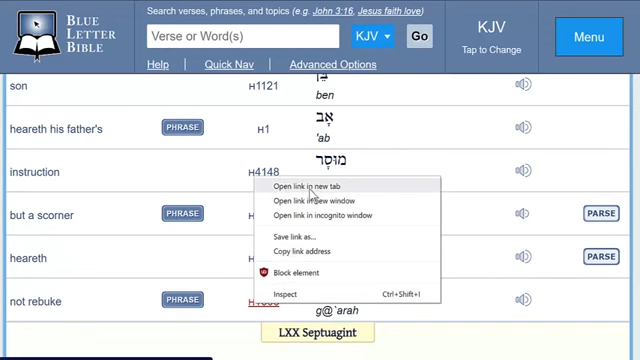 BLUE
LETTER
BIBLE
Search verses, phrases, and topics (e.g. John 3:16, Jesus faith love)
Verse or Word(s)
KJV
Go
KJV
Tap to Change
Menu
Help
Quick Nav
Advanced Options
son H1121 בֵּן
ben
heareth his father's PHRASE H1 אָב
'ab
instruction H4148 מוּסָר
Open link in new tab
but a scorner PHRASE PARSE
Open link in new window
Open link in incognito window
Save link as...
heareth PARSE
Copy link address
Block element
not rebuke PHRASE
Inspect Ctrl+Shift+I
g@`arah
LXX Septuagint